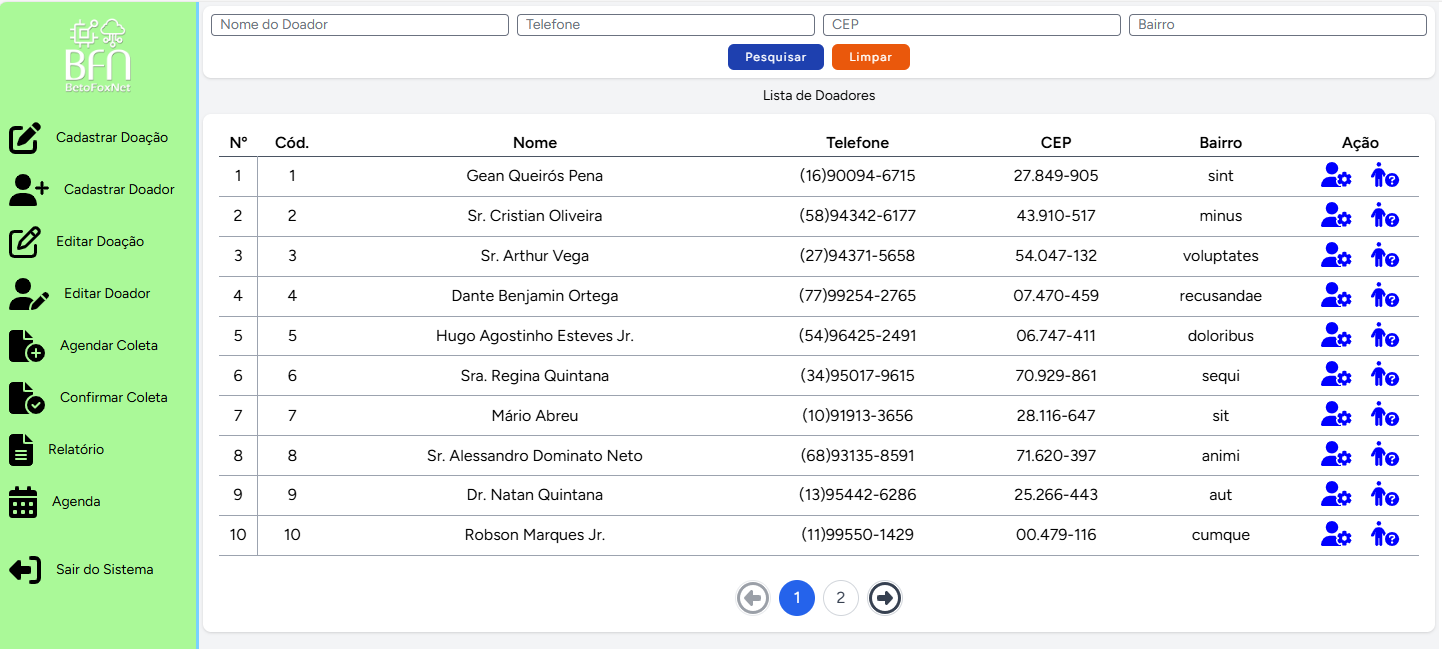 BFN
BetoFoxNet
Cadastrar Doação
Cadastrar Doador
Editar Doação
Editar Doador
Agendar Coleta
Confirmar Coleta
Relatório
Agenda
Sair do Sistema
Nome do Doador Telefone CEP Bairro
Pesquisar Limpar
Lista de Doadores
Nº Cód. Nome Telefone CEP Bairro Ação
1 1 Gean Queirós Pena (16)90094-6715 27.849-905 sint
2 2 Sr. Cristian Oliveira (58)94342-6177 43.910-517 minus
3 3 Sr. Arthur Vega (27)94371-5658 54.047-132 voluptates
4 4 Dante Benjamin Ortega (77)99254-2765 07.470-459 recusandae
5 5 Hugo Agostinho Esteves Jr. (54)96425-2491 06.747-411 doloribus
6 6 Sra. Regina Quintana (34)95017-9615 70.929-861 sequi
7 7 Mário Abreu (10)91913-3656 28.116-647 sit
8 8 Sr. Alessandro Dominato Neto (68)93135-8591 71.620-397 animi
9 9 Dr. Natan Quintana (13)95442-6286 25.266-443 aut
10 10 Robson Marques Jr. (11)99550-1429 00.479-116 cumque
1 2